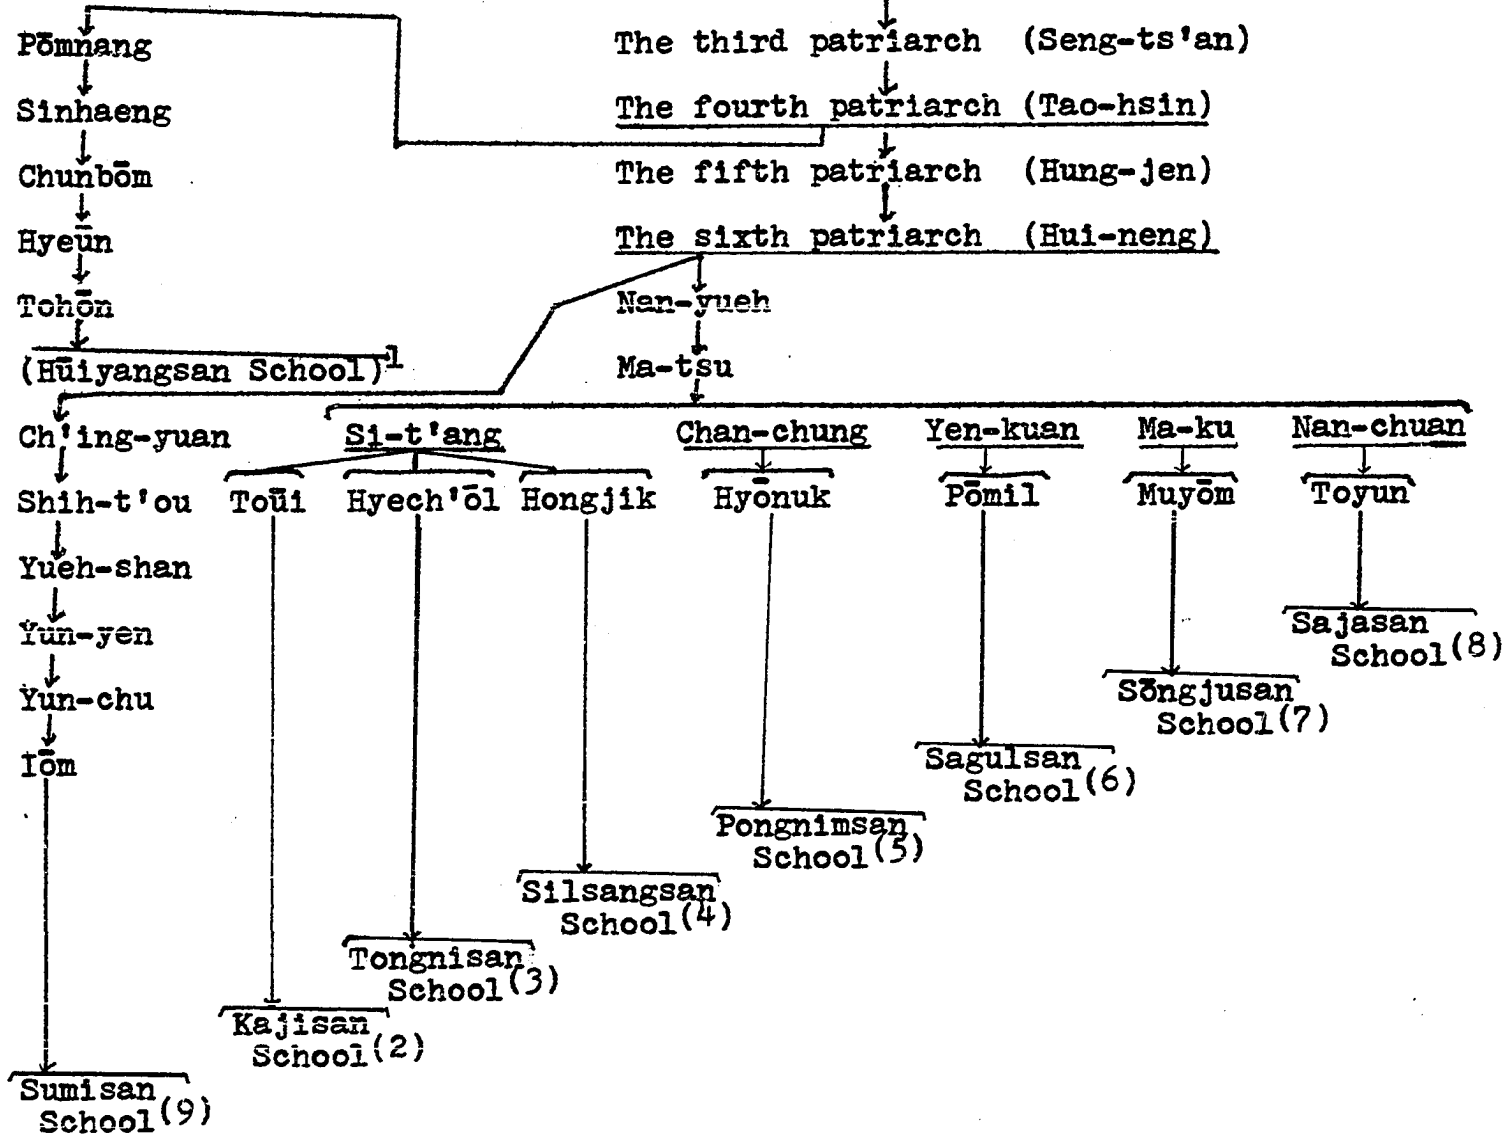 Pōmnang
The third patriarch (Seng-ts'an)
Sinhaeng
The fourth patriarch (Tao-hsin)
Chunbōm
The fifth patriarch (Hung-jen)
Hyeūn
The sixth patriarch (Hui-neng)
Tohōn
Nan-yueh
(Hūiyangsan School)1
Ma-tsu
Ch'ing-yuan
Si-t'ang
Chan-chung
Yen-kuan
Ma-ku
Nan-chuan
Shih-t'ou
Toūi
Hyech'ōl
Hongjik
Hyōnuk
Pōmil
Muyōm
Toyun
Yueh-shan
Yun-yen
Yun-chu
Iōm
Sajasan
School(8)
Sōngjusan
School(7)
Sagulsan
School(6)
Pongnimsan
School(5)
Silsangsan
School(4)
Tongnisan
School(3)
Kajisan
School(2)
Sumisan
School(9)